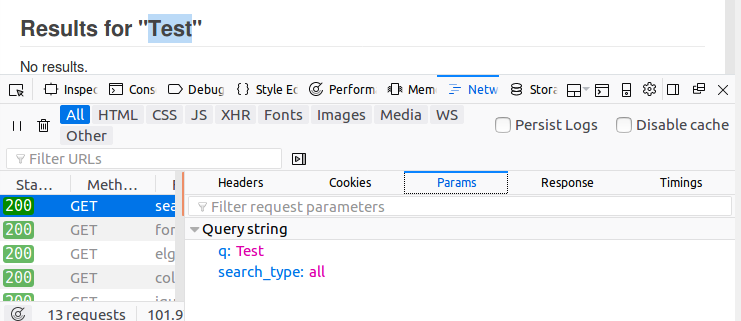 Results for "Test"
No results.
Inspec Cons Debug Style Ec Perform Mem Netw Stora
All HTML CSS JS XHR Fonts Images Media WS Persist Logs Disable cache
Other
Filter URLs
Sta… Meth… Headers Cookies Params Response Timings
200 GET sea
Filter request parameters
200 GET for
Query string
200 GET elg
q: Test
200 GET col
search_type: all
200 GET
13 requests 101.9